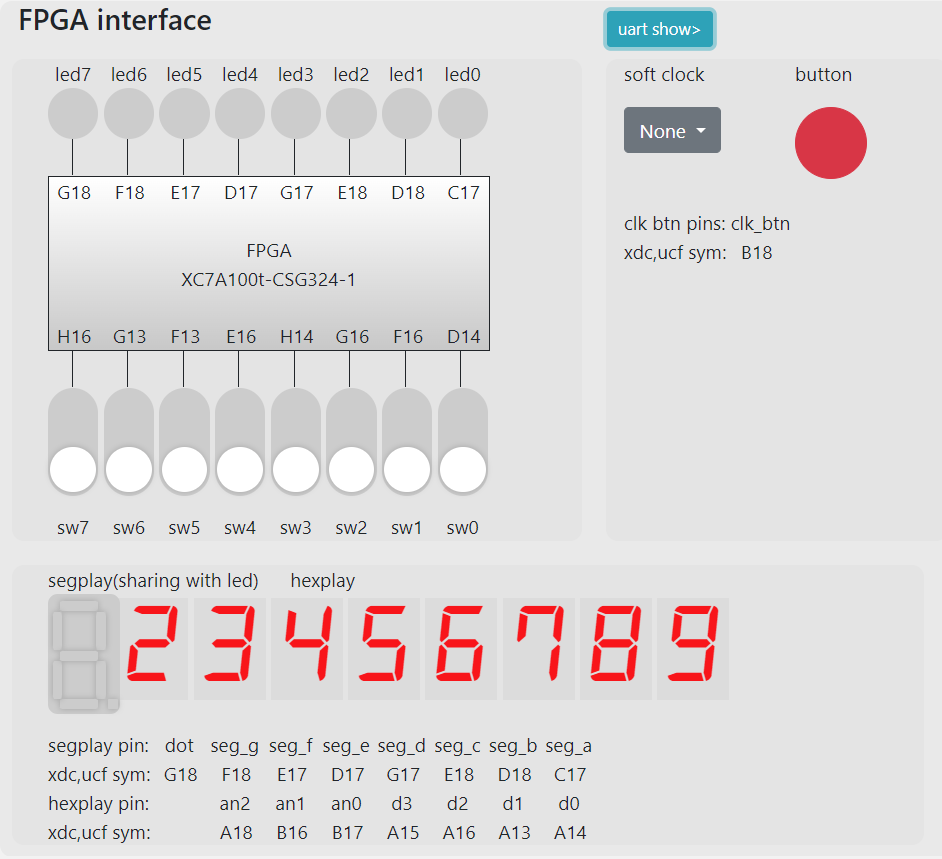 FPGA interface
uart show>
led7 led6 led5 led4 led3 led2 led1 led0
soft clock button
None
G18 F18 E17 D17 G17 E18 D18 C17
clk btn pins: clk_btn
xdc,ucf sym: B18
FPGA
XC7A100t-CSG324-1
H16 G13 F13 E16 H14 G16 F16 D14
sw7 sw6 sw5 sw4 sw3 sw2 sw1 sw0
segplay(sharing with led) hexplay
2 3 4 5 6 7 8 9
segplay pin: dot seg_g seg_f seg_e seg_d seg_c seg_b seg_a
xdc,ucf sym: G18 F18 E17 D17 G17 E18 D18 C17
hexplay pin: an2 an1 an0 d3 d2 d1 d0
xdc,ucf sym: A18 B16 B17 A15 A16 A13 A14